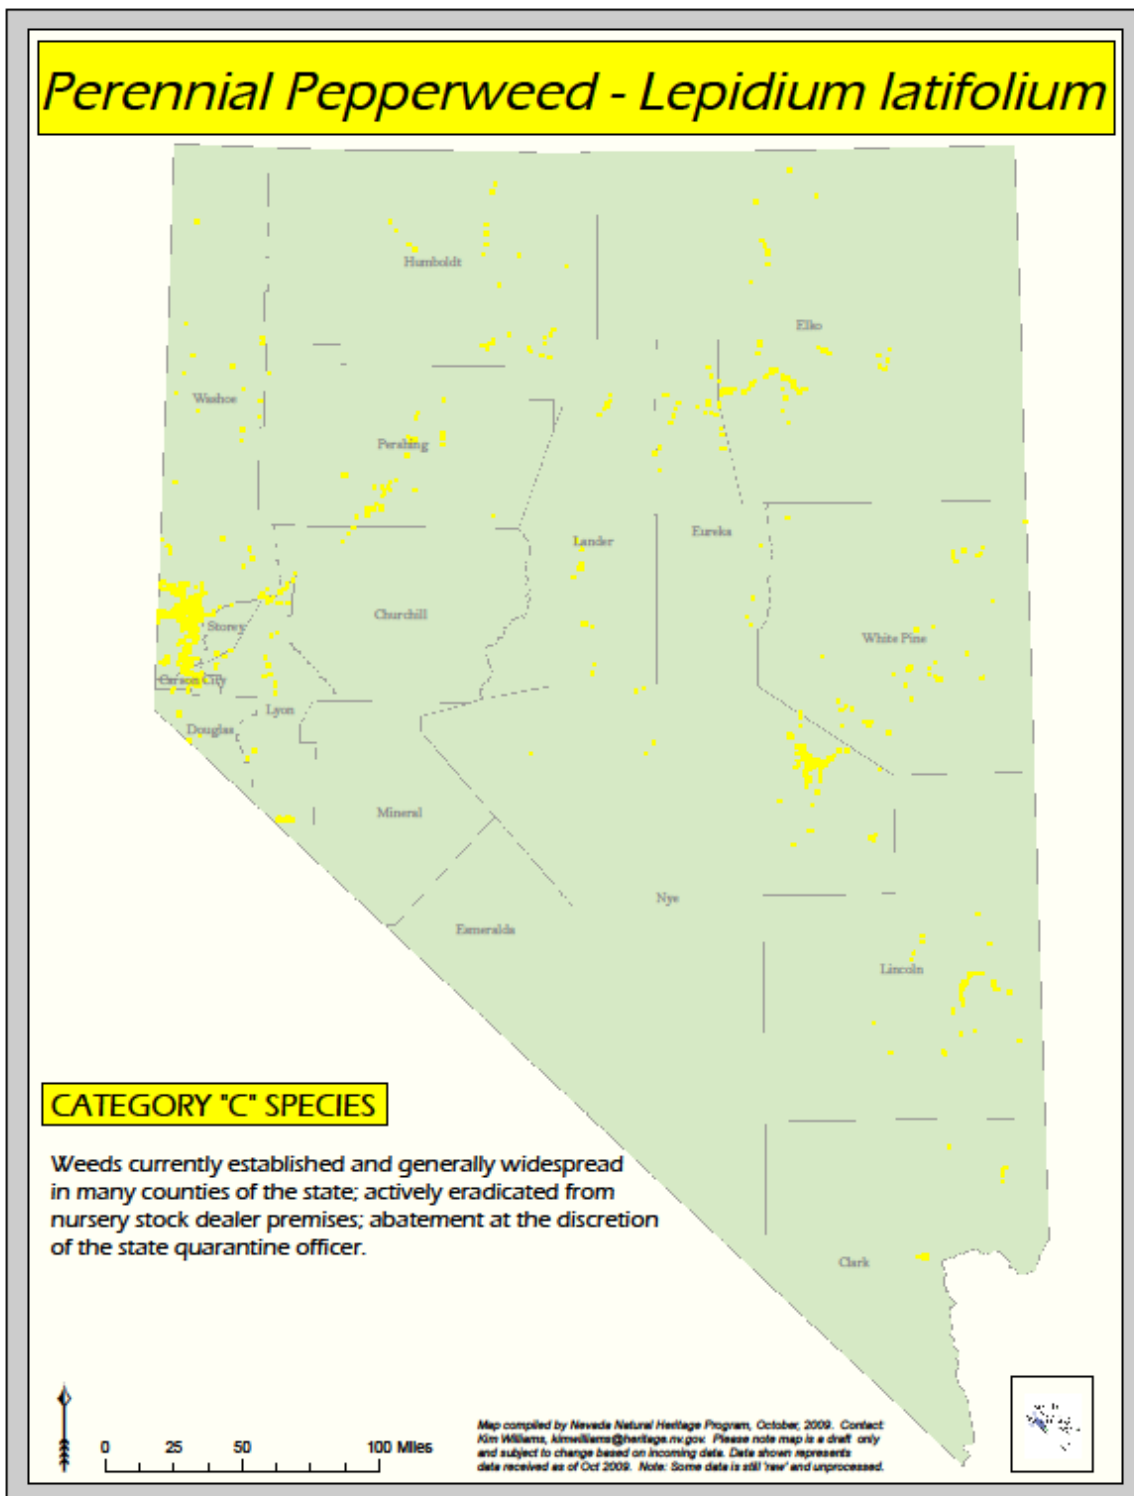 Perennial Pepperweed - Lepidium latifolium
Humboldt
Elko
Washoe
Pershing
Lander
Eureka
Churchill
Storey
White Pine
Carson City
Lyon
Douglas
Mineral
Nye
Esmeralda
Lincoln
CATEGORY "C" SPECIES
Weeds currently established and generally widespread
in many counties of the state; actively eradicated from
nursery stock dealer premises; abatement at the discretion
of the state quarantine officer.
Clark
0 25 50 100 Miles
Map compiled by Nevada Natural Heritage Program, October, 2009. Contact:
Kim Williams, kimwilliams@heritage.nv.gov. Please note map is a draft only
and subject to change based on incoming data. Data shown represents
data received as of Oct 2009. Note: Some data is still 'raw' and unprocessed.